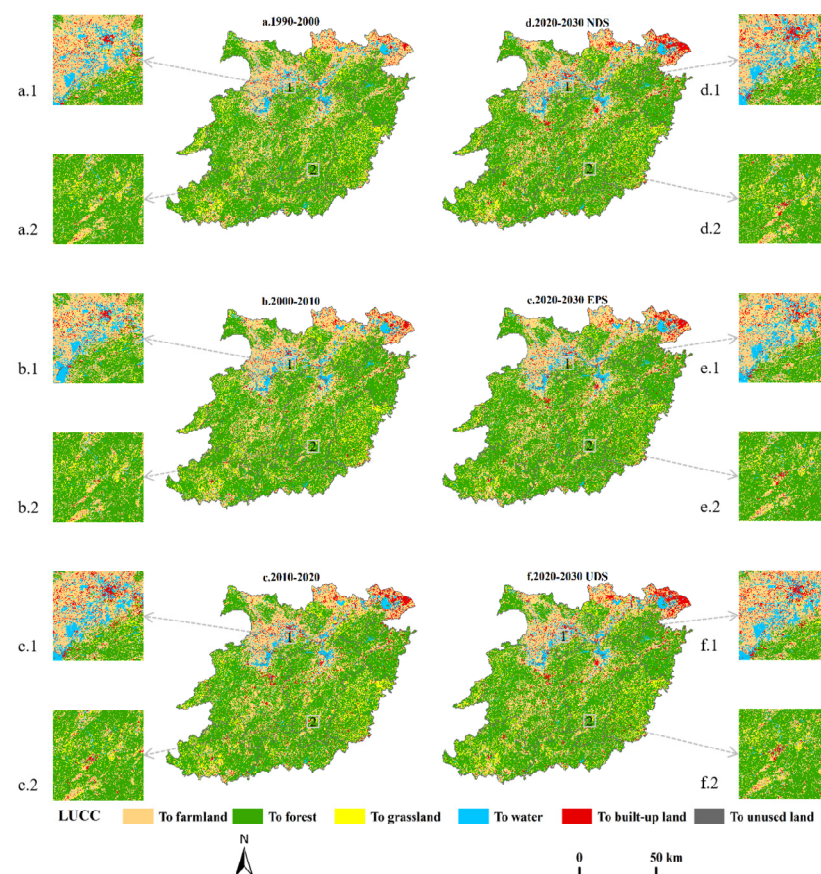 a.1990-2000
d.2020-2030 NDS
a.1
1
1
d.1
a.2
2
2
d.2
b.2000-2010
e.2020-2030 EPS
b.1
1
1
e.1
b.2
2
2
e.2
c.2010-2020
f.2020-2030 UDS
c.1
1
1
f.1
c.2
2
2
f.2
LUCC To farmland To forest To grassland To water To built-up land To unused land
N
0 50 km